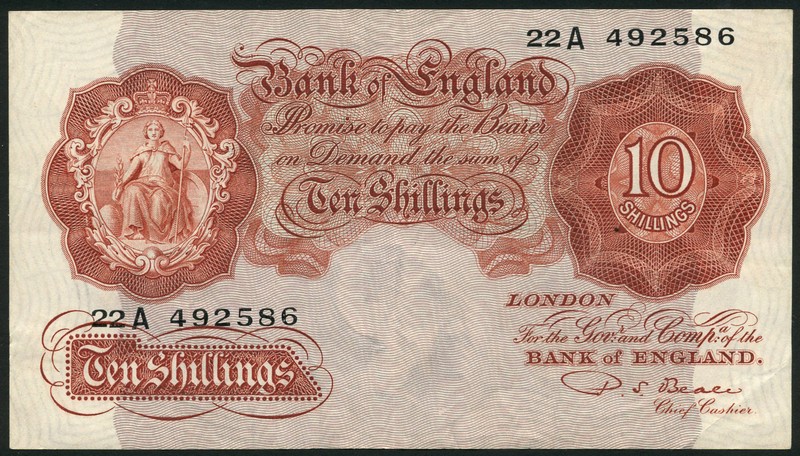 22A 492586
Bank of England
Promise to pay the Bearer
on Demand the sum of
Ten Shillings
10
SHILLINGS
22A 492586
Ten Shillings
LONDON
For the Govr. and Compa. of the
BANK of ENGLAND.
P. S. Beale
Chief Cashier.